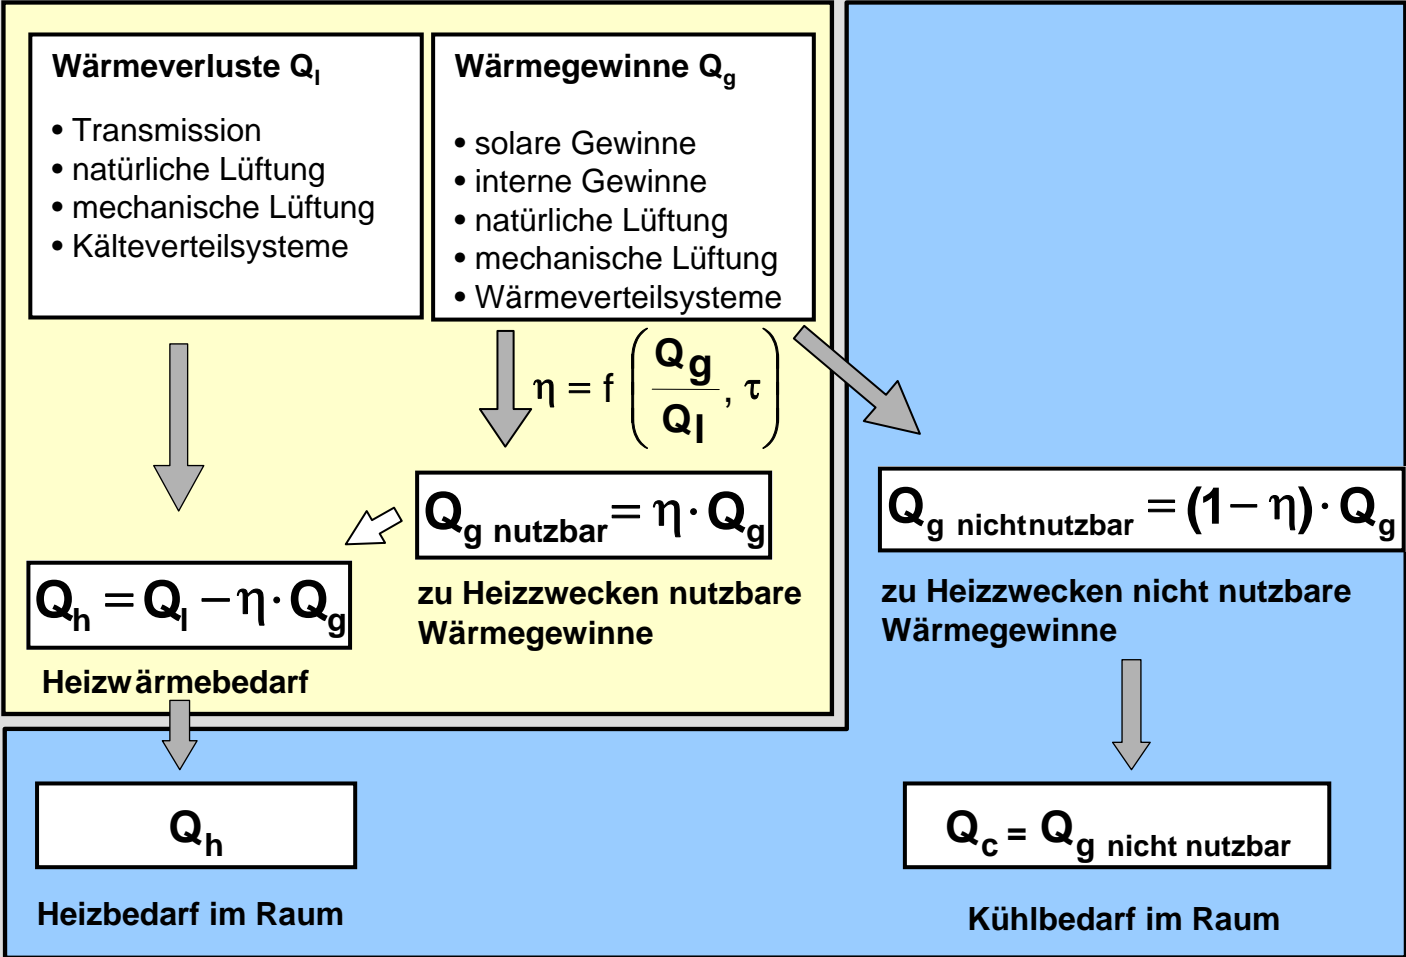 Wärmeverluste Ql
• Transmission
• natürliche Lüftung
• mechanische Lüftung
• Kälteverteilsysteme
Wärmegewinne Qg
• solare Gewinne
• interne Gewinne
• natürliche Lüftung
• mechanische Lüftung
• Wärmeverteilsysteme
η = f (Qg / Ql, τ)
Qg nutzbar = η · Qg
zu Heizzwecken nutzbare
Wärmegewinne
Qh = Ql − η · Qg
Heizwärmebedarf
Qg nichtnutzbar = (1 − η) · Qg
zu Heizzwecken nicht nutzbare
Wärmegewinne
Qh
Heizbedarf im Raum
Qc = Qg nicht nutzbar
Kühlbedarf im Raum